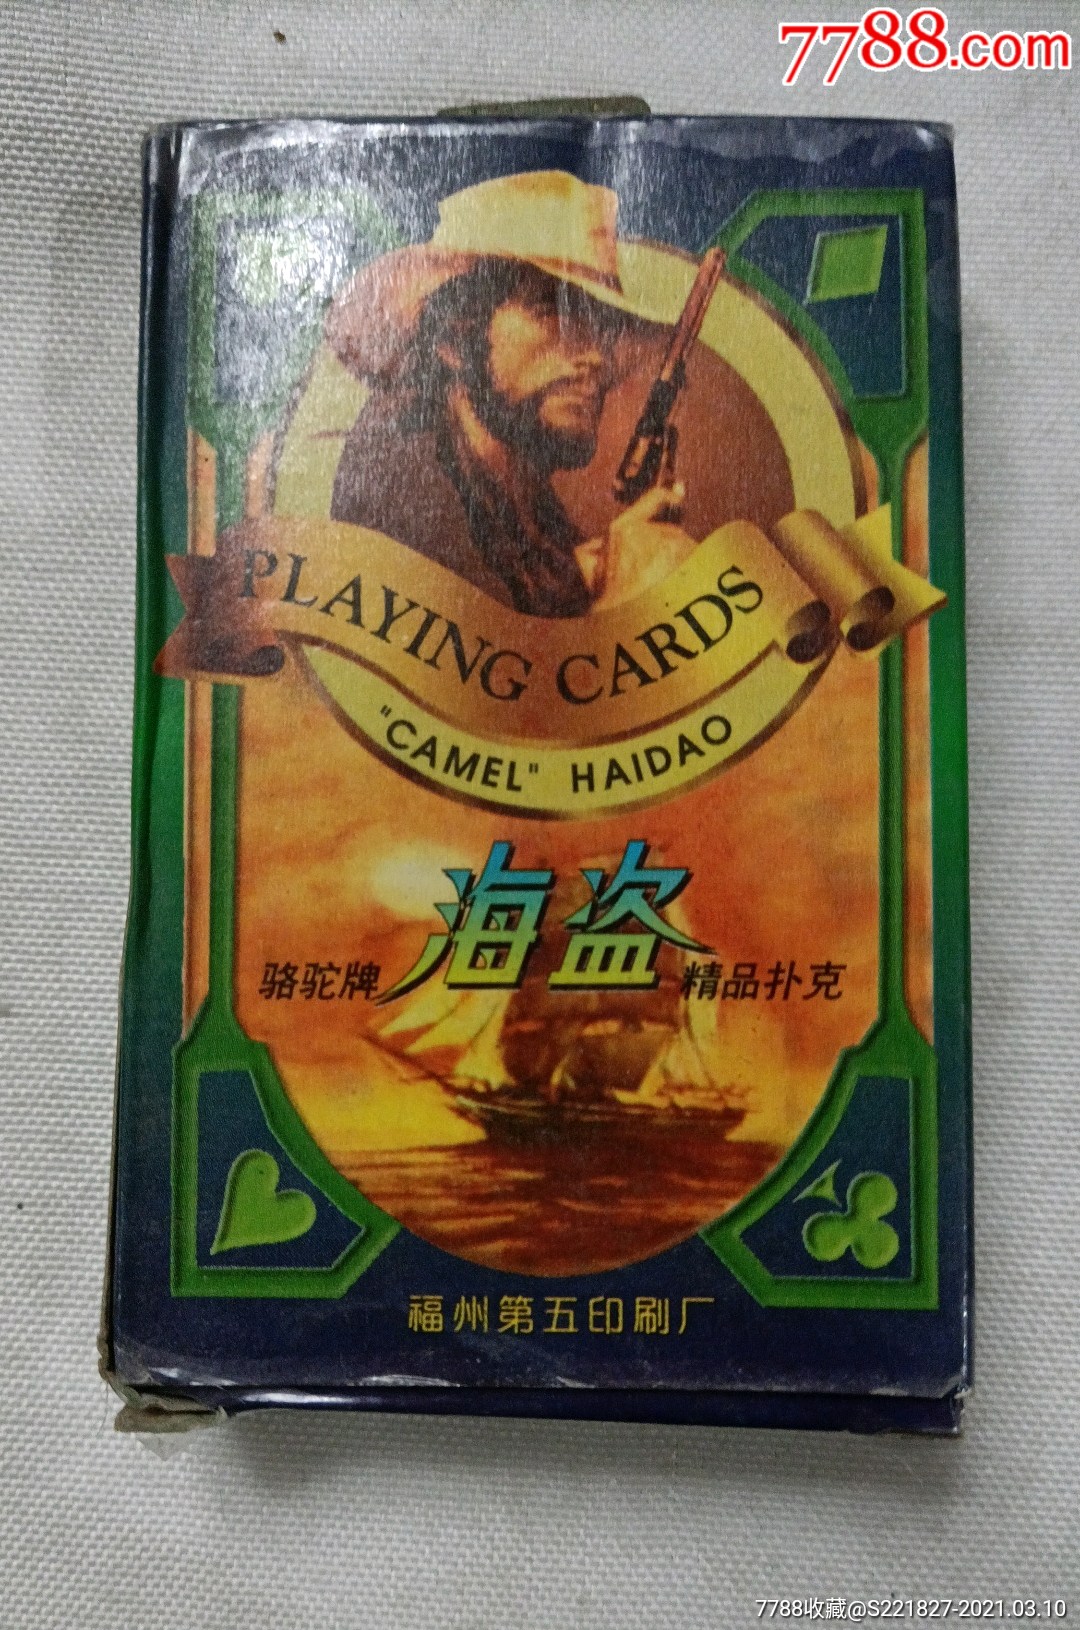 7788.com
PLAYING CARDS
"CAMEL" HAIDAO
海盗
骆驼牌 精品扑克
福州第五印刷厂
7788收藏@S221827-2021.03.10